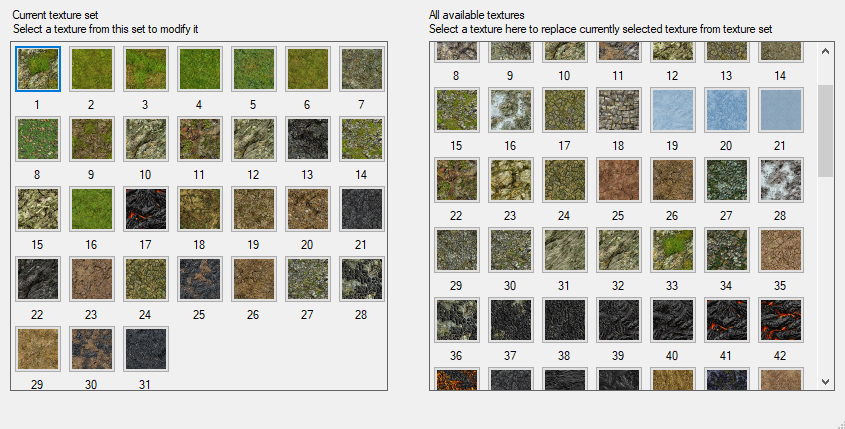 Current texture set
Select a texture from this set to modify it
1 2 3 4 5 6 7
8 9 10 11 12 13 14
15 16 17 18 19 20 21
22 23 24 25 26 27 28
29 30 31
All available textures
Select a texture here to replace currently selected texture from texture set
8 9 10 11 12 13 14
15 16 17 18 19 20 21
22 23 24 25 26 27 28
29 30 31 32 33 34 35
36 37 38 39 40 41 42